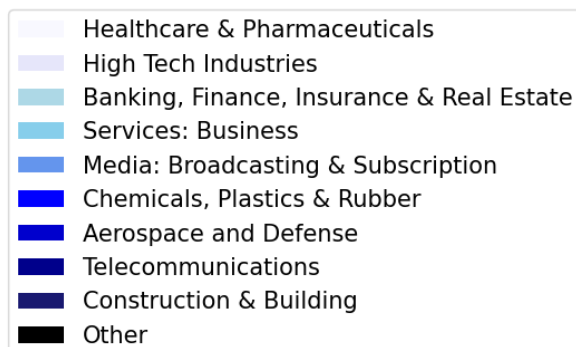 Healthcare & Pharmaceuticals
High Tech Industries
Banking, Finance, Insurance & Real Estate
Services: Business
Media: Broadcasting & Subscription
Chemicals, Plastics & Rubber
Aerospace and Defense
Telecommunications
Construction & Building
Other